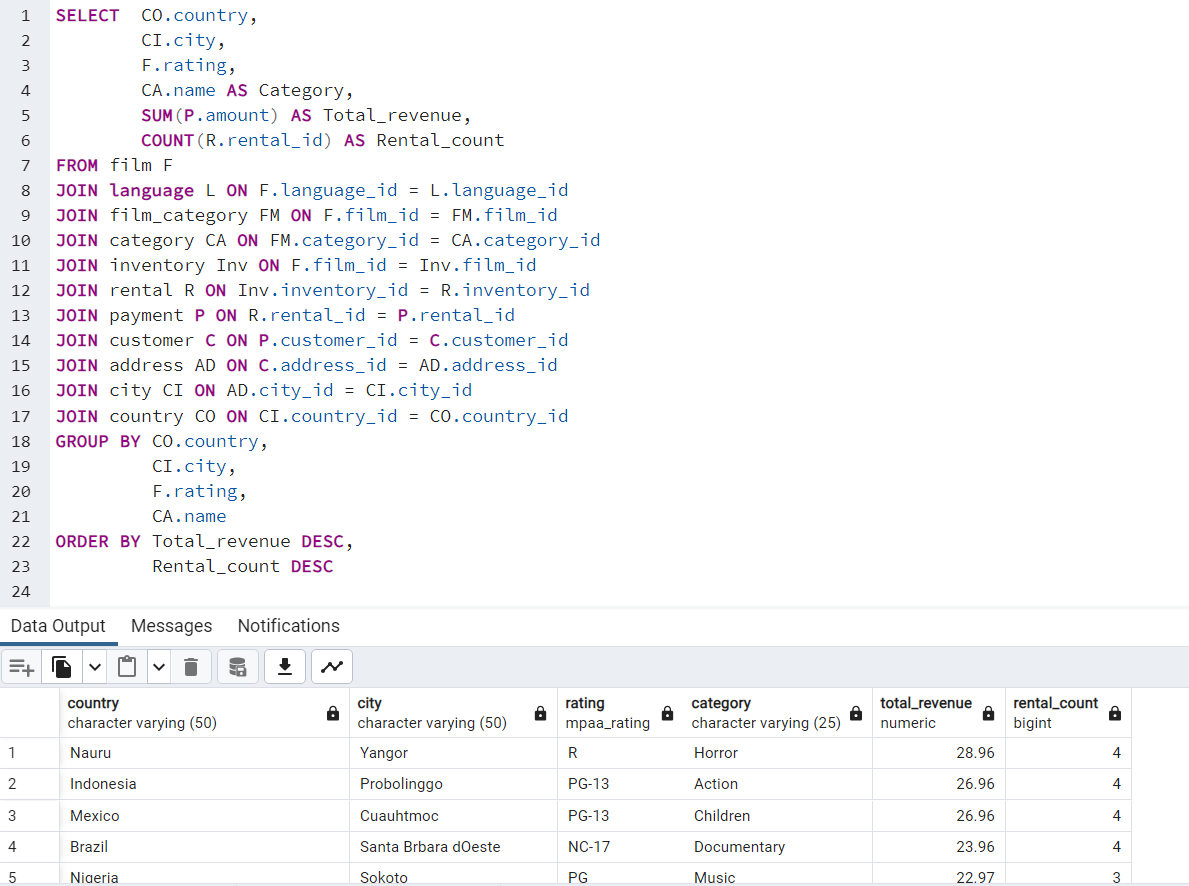 1 SELECT CO.country,
2 CI.city,
3 F.rating,
4 CA.name AS Category,
5 SUM(P.amount) AS Total_revenue,
6 COUNT(R.rental_id) AS Rental_count
7 FROM film F
8 JOIN language L ON F.language_id = L.language_id
9 JOIN film_category FM ON F.film_id = FM.film_id
10 JOIN category CA ON FM.category_id = CA.category_id
11 JOIN inventory Inv ON F.film_id = Inv.film_id
12 JOIN rental R ON Inv.inventory_id = R.inventory_id
13 JOIN payment P ON R.rental_id = P.rental_id
14 JOIN customer C ON P.customer_id = C.customer_id
15 JOIN address AD ON C.address_id = AD.address_id
16 JOIN city CI ON AD.city_id = CI.city_id
17 JOIN country CO ON CI.country_id = CO.country_id
18 GROUP BY CO.country,
19 CI.city,
20 F.rating,
21 CA.name
22 ORDER BY Total_revenue DESC,
23 Rental_count DESC
24
Data Output Messages Notifications
country city rating category total_revenue rental_count
character varying (50) character varying (50) mpaa_rating character varying (25) numeric bigint
1 Nauru Yangor R Horror 28.96 4
2 Indonesia Probolinggo PG-13 Action 26.96 4
3 Mexico Cuauhtmoc PG-13 Children 26.96 4
4 Brazil Santa Brbara dOeste NC-17 Documentary 23.96 4
5 Nigeria Sokoto PG Music 22.97 3